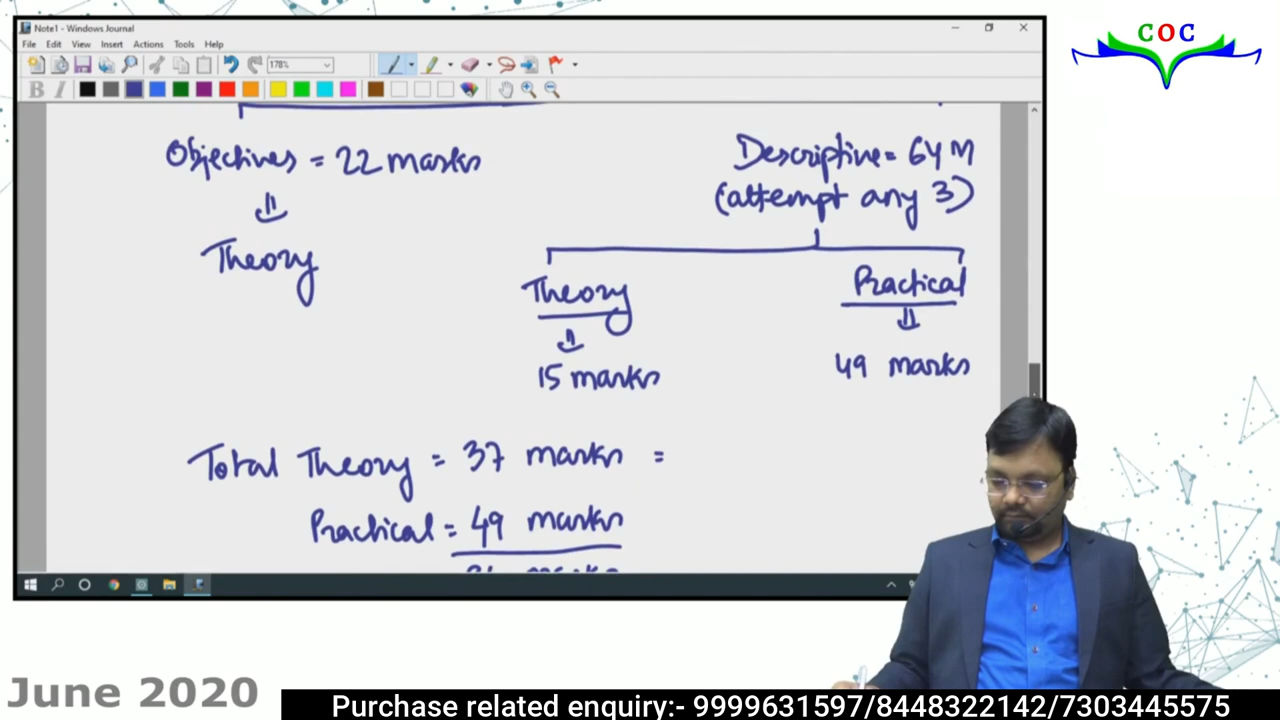 Note1 - Windows Journal
File Edit View Insert Actions Tools Help
178%
B I
COC
Objectives = 22 marks
Theory
Descriptive = 64 M
(attempt any 3)
Theory
15 marks
Practical
49 marks
Total Theory = 37 marks =
Practical = 49 marks
June 2020
Purchase related enquiry:- 9999631597/8448322142/7303445575